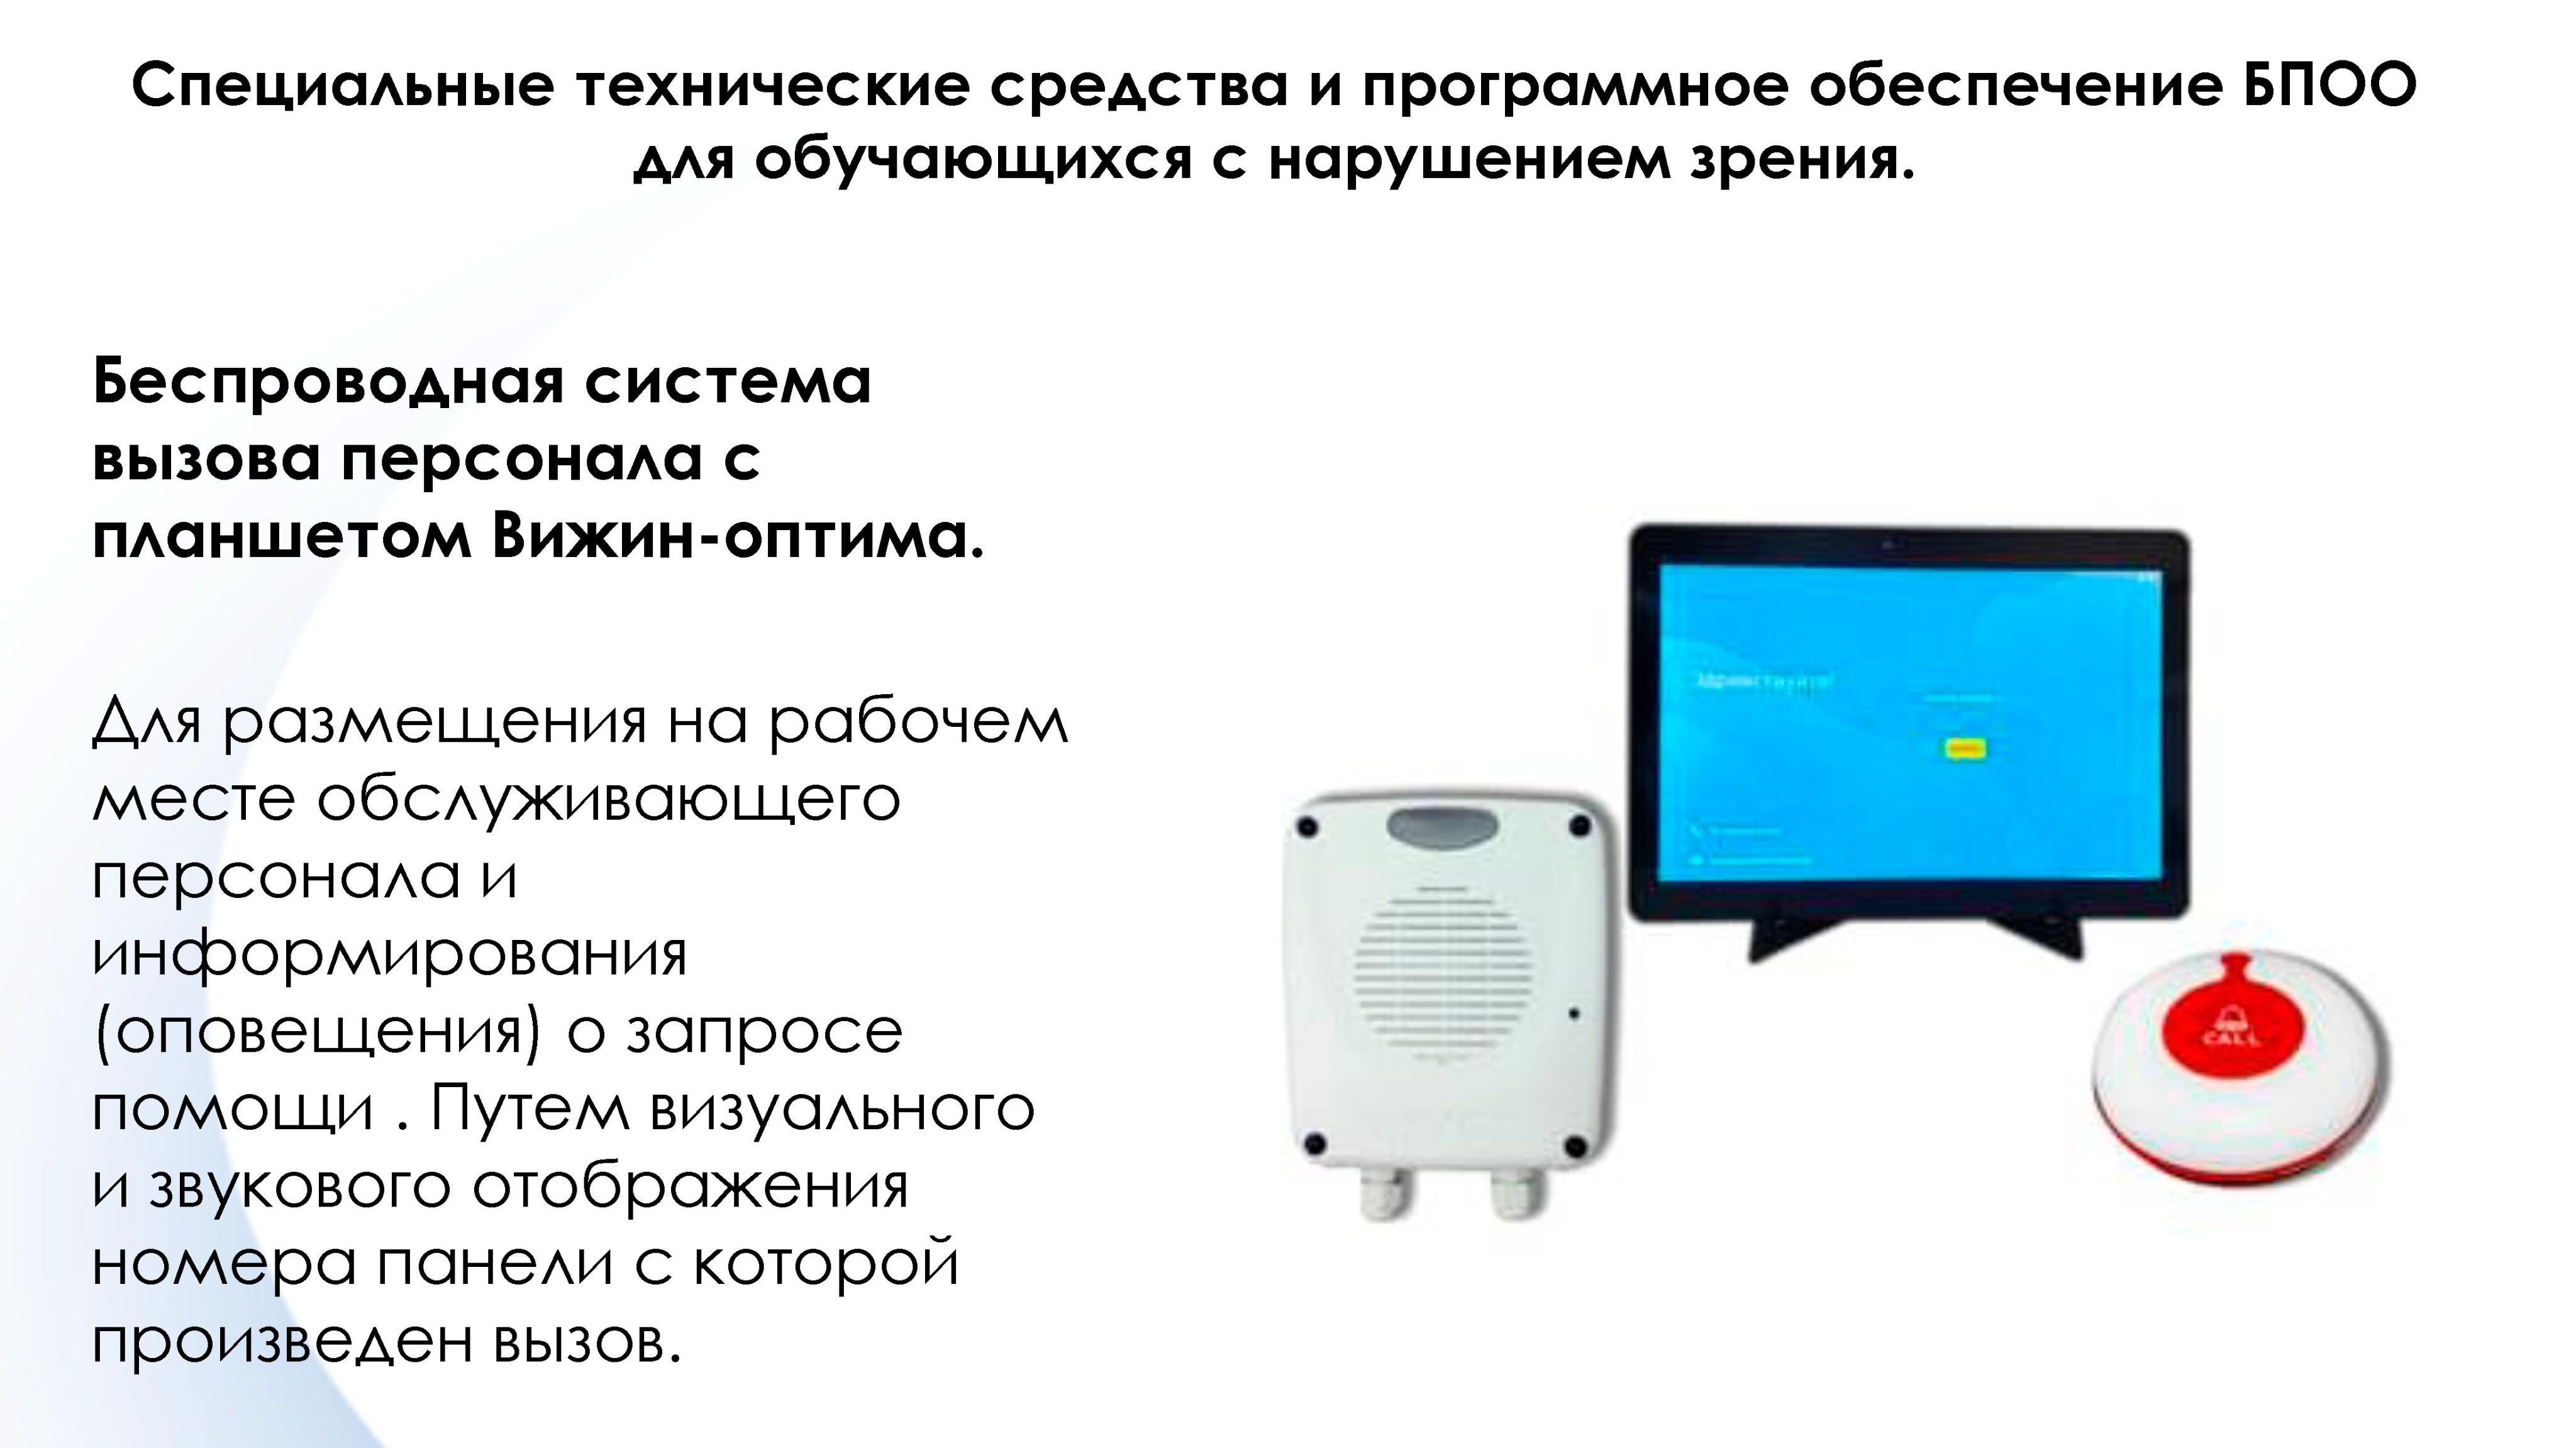 Специальные технические средства и программное обеспечение БПОО
для обучающихся с нарушением зрения.
Беспроводная система
вызова персонала с
планшетом Вижин-оптима.
Для размещения на рабочем
месте обслуживающего
персонала и
информирования
(оповещения) о запросе
помощи . Путем визуального
и звукового отображения
номера панели с которой
произведен вызов.
Здравствуйте!
CALL